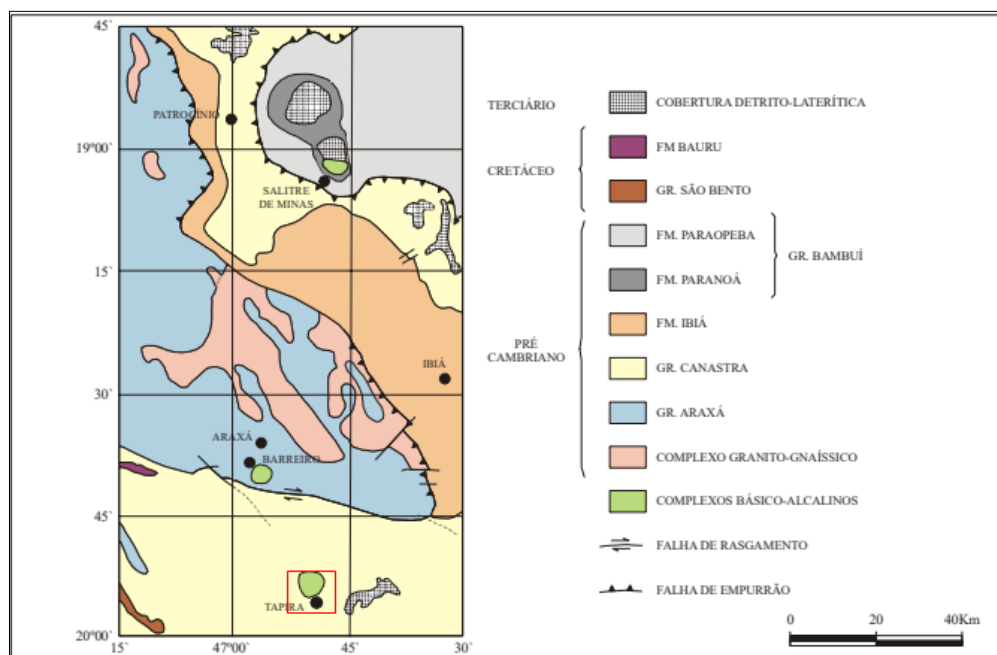 45`
PATROCÍNIO
19°00
SALITRE
DE MINAS
15`
IBIÁ
30`
ARAXÁ
BARREIRO
45`
TAPIRA
20º00
15`
47°00`
45`
30`
TERCIÁRIO
COBERTURA DETRITO-LATERÍTICA
CRETÁCEO
FM BAURU
GR. SÃO BENTO
PRÉ
CAMBRIANO
FM. PARAOPEBA
FM. PARANOÁ
GR. BAMBUÍ
FM. IBIÁ
GR. CANASTRA
GR. ARAXÁ
COMPLEXO GRANITO-GNAÍSSICO
COMPLEXOS BÁSICO-ALCALINOS
FALHA DE RASGAMENTO
FALHA DE EMPURRÃO
0 20 40Km